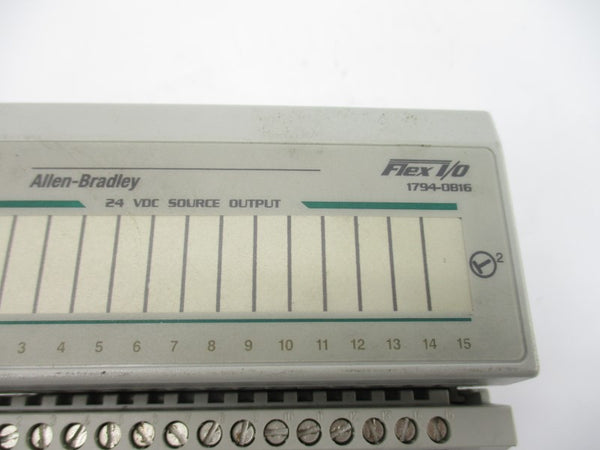 Allen-Bradley
Flex I/O
1794-OB16
24 VDC SOURCE OUTPUT
2
3 4 5 6 7 8 9 10 11 12 13 14 15